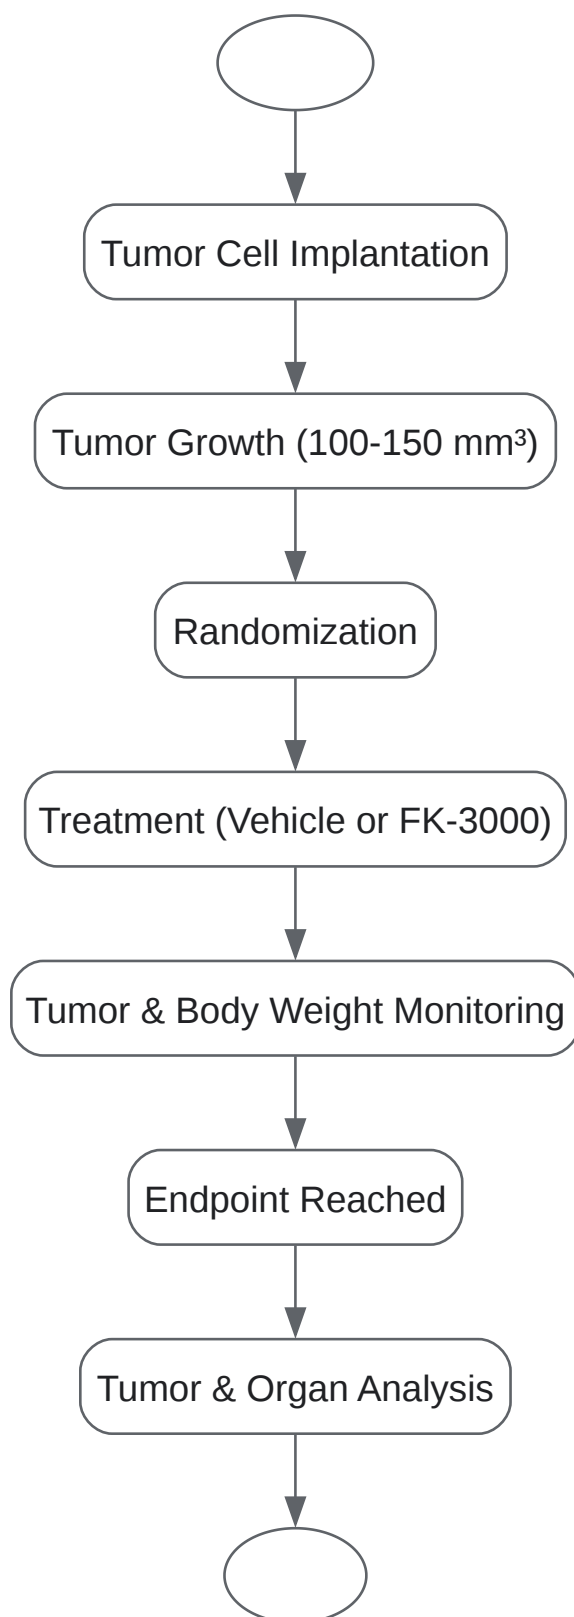 Tumor Cell Implantation
Tumor Growth (100-150 mm³)
Randomization
Treatment (Vehicle or FK-3000)
Tumor & Body Weight Monitoring
Endpoint Reached
Tumor & Organ Analysis